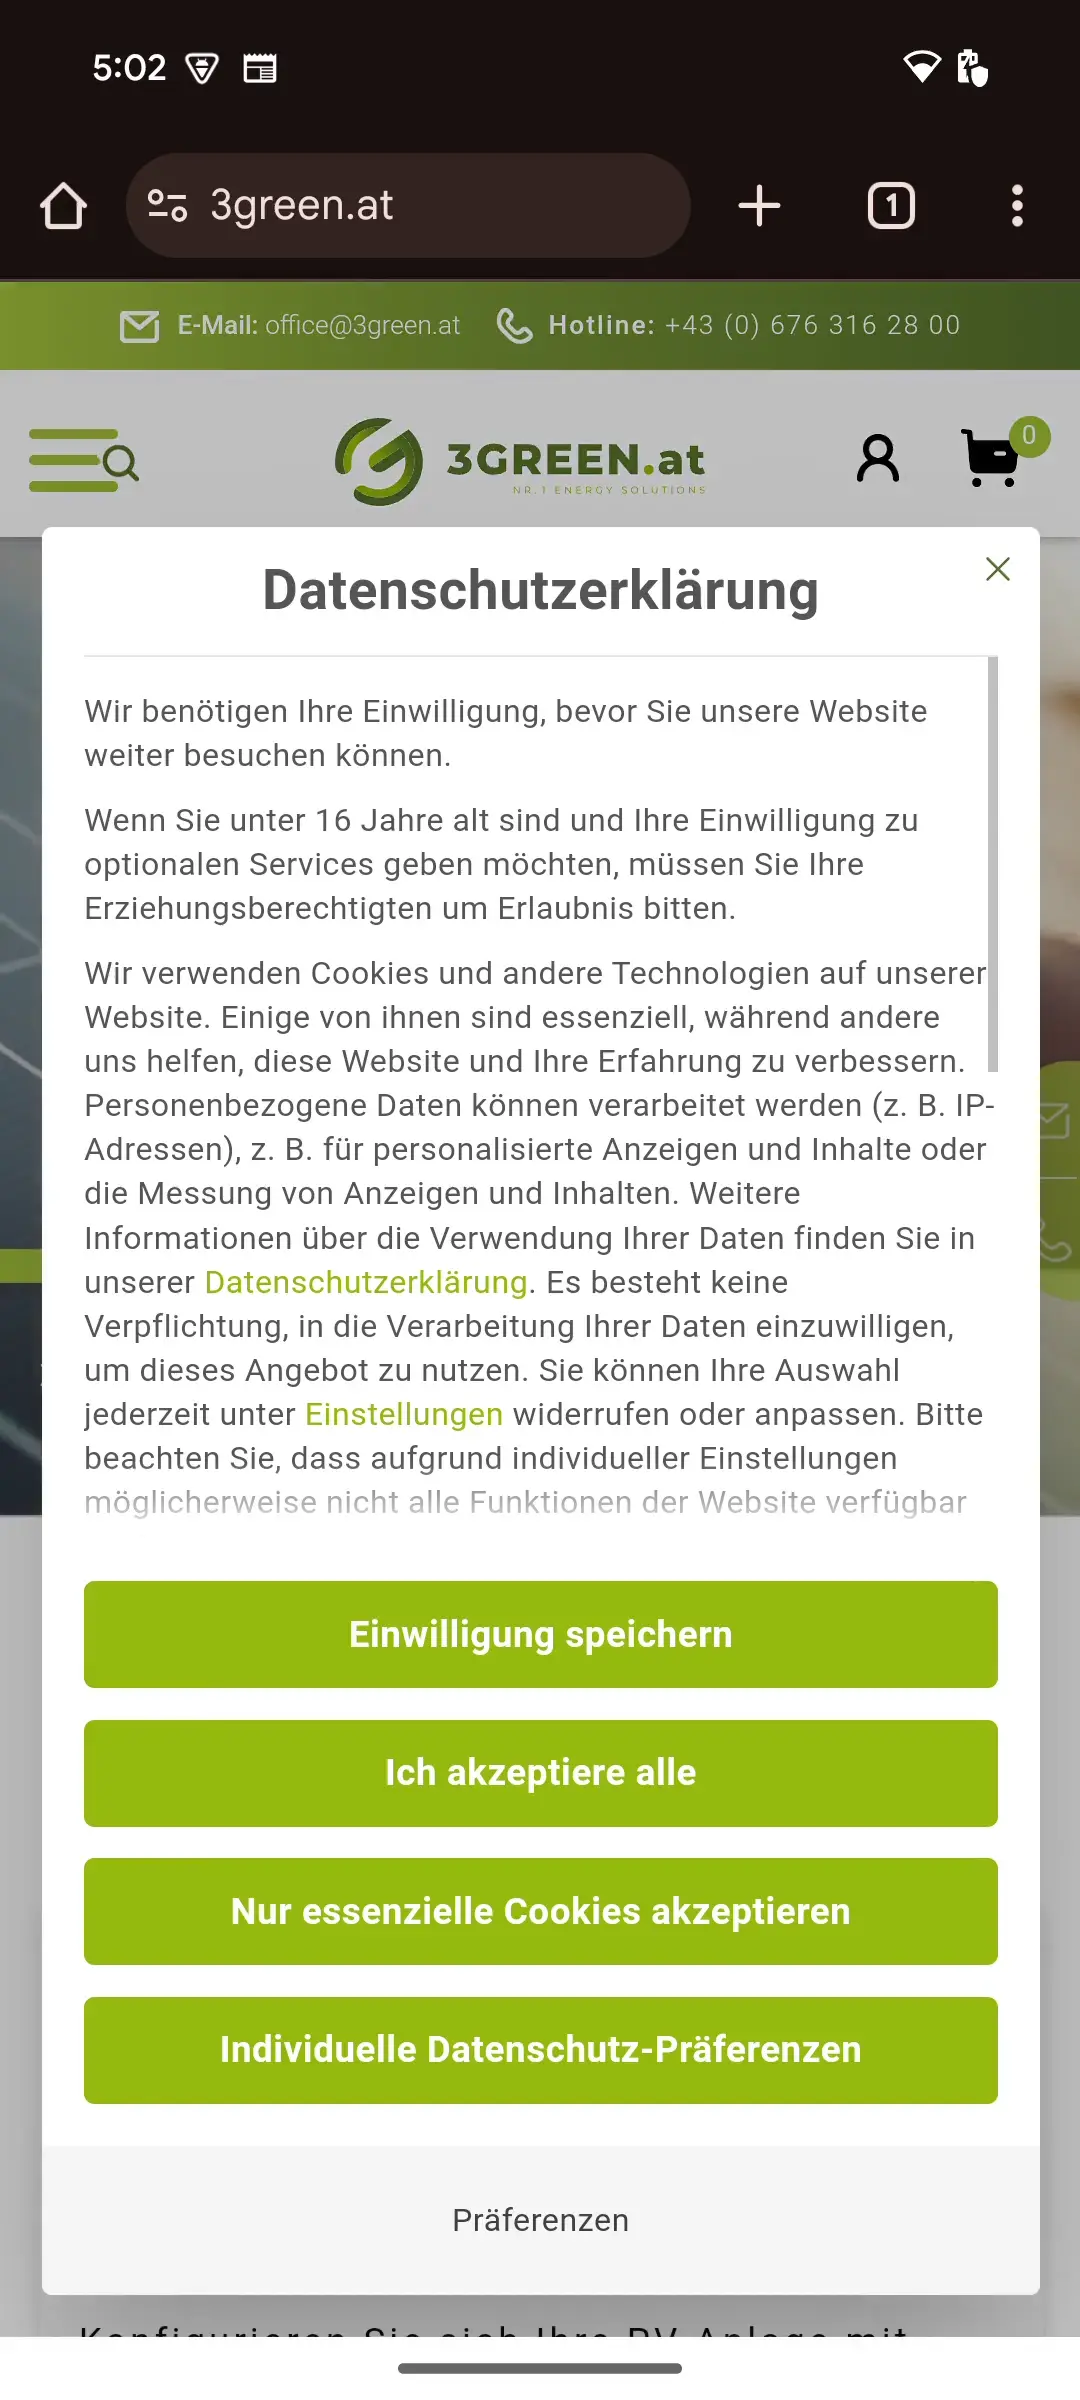 5:02
3green.at
1
E-Mail: office@3green.at Hotline: +43 (0) 676 316 28 00
3GREEN.at
NR.1 ENERGY SOLUTIONS
0
Datenschutzerklärung
Wir benötigen Ihre Einwilligung, bevor Sie unsere Website
weiter besuchen können.
Wenn Sie unter 16 Jahre alt sind und Ihre Einwilligung zu
optionalen Services geben möchten, müssen Sie Ihre
Erziehungsberechtigten um Erlaubnis bitten.
Wir verwenden Cookies und andere Technologien auf unserer
Website. Einige von ihnen sind essenziell, während andere
uns helfen, diese Website und Ihre Erfahrung zu verbessern.
Personenbezogene Daten können verarbeitet werden (z. B. IP-
Adressen), z. B. für personalisierte Anzeigen und Inhalte oder
die Messung von Anzeigen und Inhalten. Weitere
Informationen über die Verwendung Ihrer Daten finden Sie in
unserer Datenschutzerklärung. Es besteht keine
Verpflichtung, in die Verarbeitung Ihrer Daten einzuwilligen,
um dieses Angebot zu nutzen. Sie können Ihre Auswahl
jederzeit unter Einstellungen widerrufen oder anpassen. Bitte
beachten Sie, dass aufgrund individueller Einstellungen
möglicherweise nicht alle Funktionen der Website verfügbar
Einwilligung speichern
Ich akzeptiere alle
Nur essenzielle Cookies akzeptieren
Individuelle Datenschutz-Präferenzen
Präferenzen
Konfigurieren Sie sich Ihre PV-Anlage mit